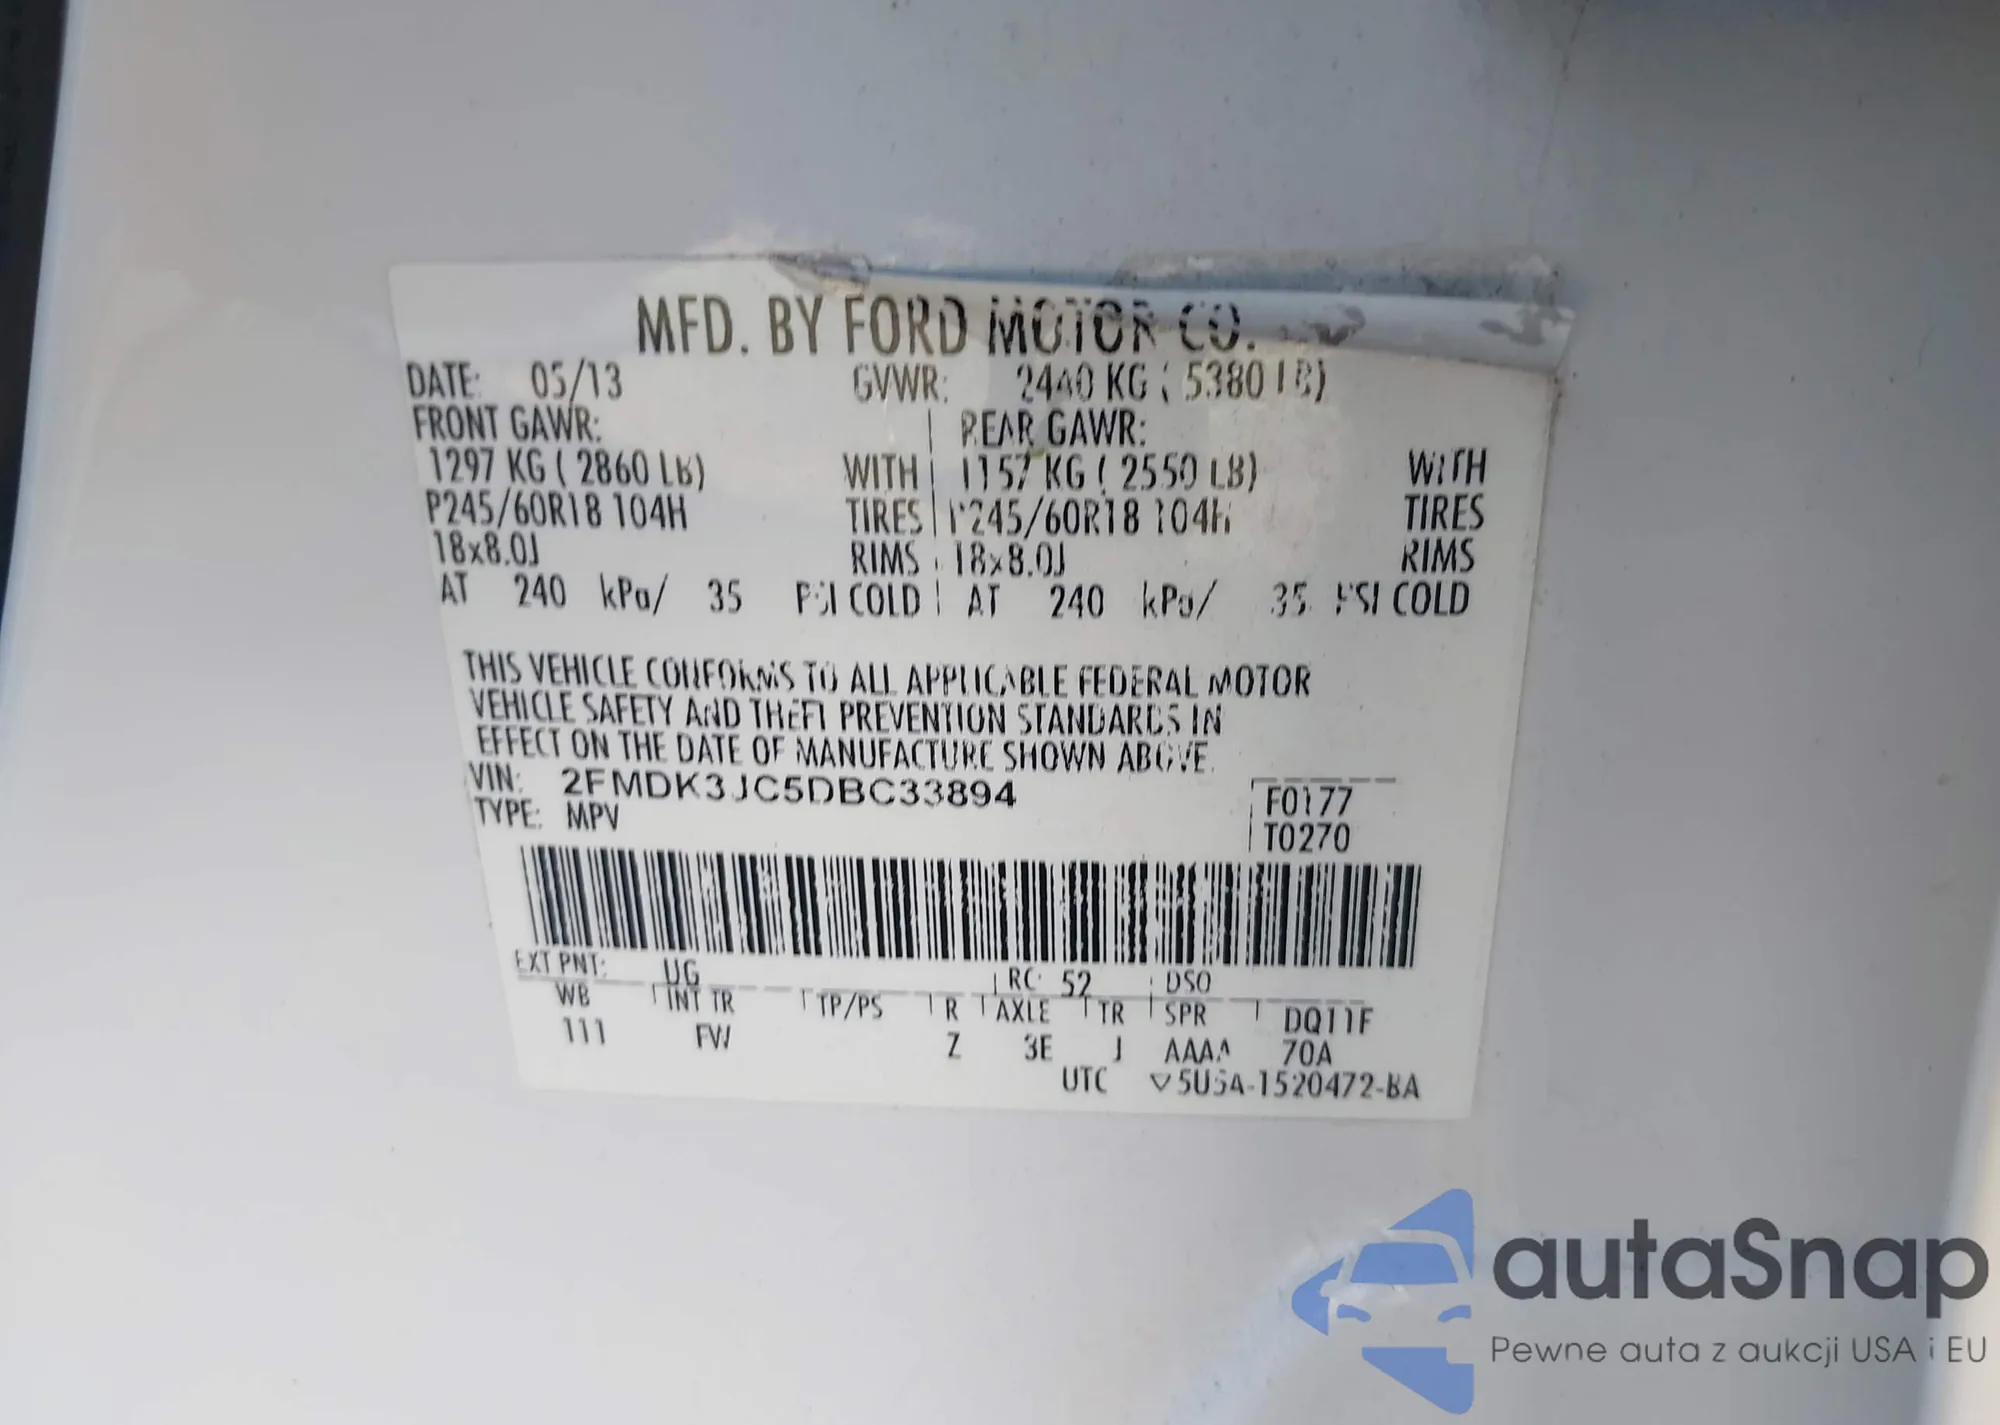 MFD. BY FORD MOTOR CO.
DATE: 05/13 GVWR: 2440 KG ( 5380 LB)
FRONT GAWR: REAR GAWR:
1297 KG ( 2860 LB) WITH 1157 KG ( 2550 LB) WITH
P245/60R18 104H TIRES P245/60R18 104H TIRES
18x8.0J RIMS 18x8.0J RIMS
AT 240 kPa/ 35 PSI COLD AT 240 kPa/ 35 PSI COLD
THIS VEHICLE CONFORMS TO ALL APPLICABLE FEDERAL MOTOR
VEHICLE SAFETY AND THEFT PREVENTION STANDARDS IN
EFFECT ON THE DATE OF MANUFACTURE SHOWN ABOVE.
VIN: 2FMDK3JC5DBC33894
TYPE: MPV
F0177
T0270
EXT PNT: UG RC: 52 DSO
WB INT TR TP/PS R AXLE TR SPR DQ11F
111 FW Z 3E J AAAA 70A
UTC ▽5U5A-1520472-BA
autaSnap
Pewne auta z aukcji USA i EU